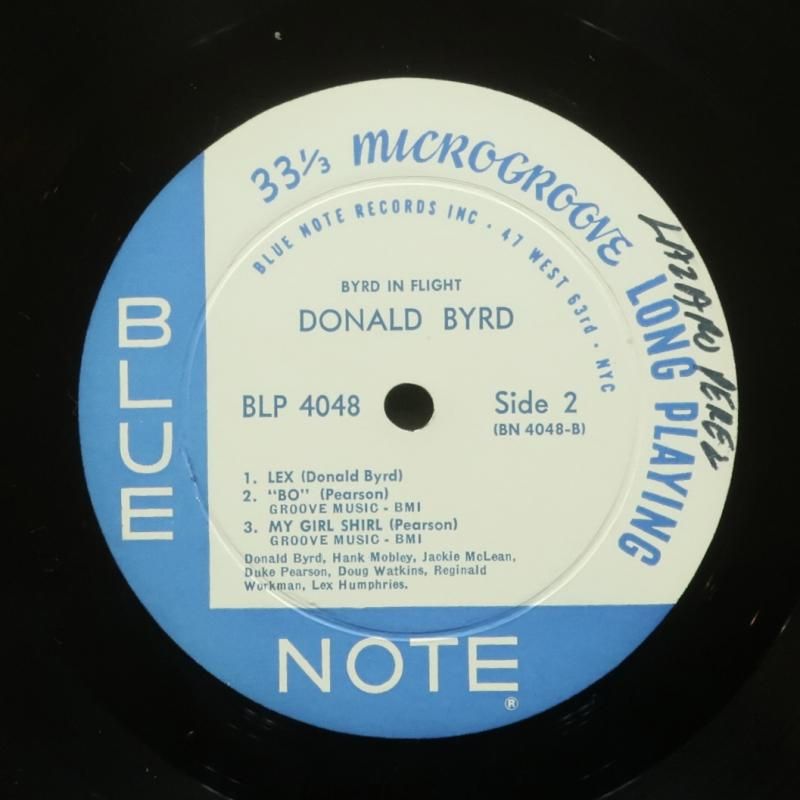 33⅓ MICROGROOVE LONG PLAYING
BLUE NOTE RECORDS INC · 47 WEST 63rd · NYC
BYRD IN FLIGHT
DONALD BYRD
BLP 4048
Side 2
(BN 4048-B)
1. LEX (Donald Byrd)
2. "BO" (Pearson)
GROOVE MUSIC - BMI
3. MY GIRL SHIRL (Pearson)
GROOVE MUSIC - BMI
Donald Byrd, Hank Mobley, Jackie McLean,
Duke Pearson, Doug Watkins, Reginald
Workman, Lex Humphries.
BLUE
NOTE
®
PEREZ